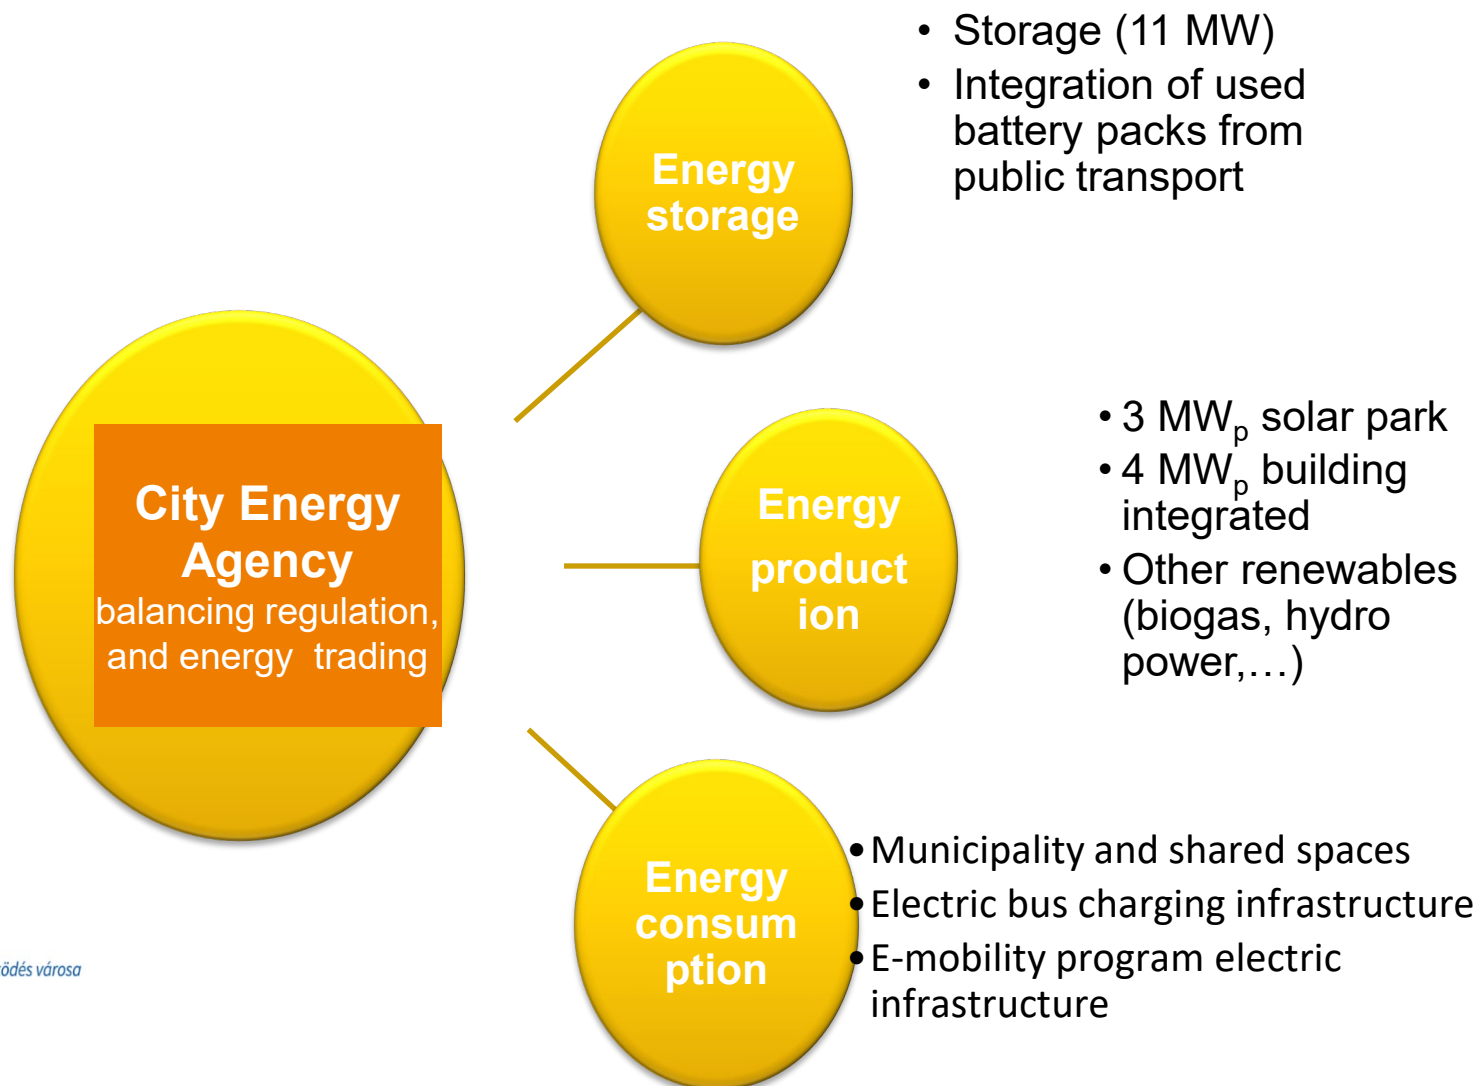 • Storage (11 MW)
• Integration of used
battery packs from
public transport
Energy
storage
City Energy
Agency
balancing regulation,
and energy trading
Energy
product
ion
• 3 MWp solar park
• 4 MWp building
integrated
• Other renewables
(biogas, hydro
power,…)
Energy
consum
ption
• Municipality and shared spaces
• Electric bus charging infrastructure
• E-mobility program electric
infrastructure
városa